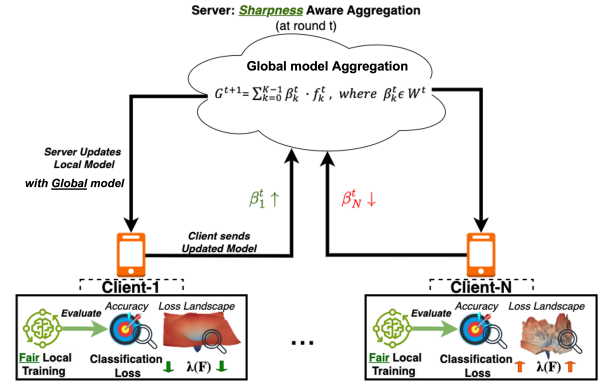 Server: Sharpness Aware Aggregation
(at round t)
Global model Aggregation
G^{t+1}=∑_{k=0}^{K-1} β_k^t · f_k^t , where β_k^t ϵ W^t
Server Updates
Local Model
with Global model
β_1^t ↑
β_N^t ↓
Client sends
Updated Model
Client-1
Client-N
Evaluate
Accuracy
Loss Landscape
Fair Local
Training
Classification
Loss
λ(F)
...
Evaluate
Accuracy
Loss Landscape
Fair Local
Training
Classification
Loss
λ(F)